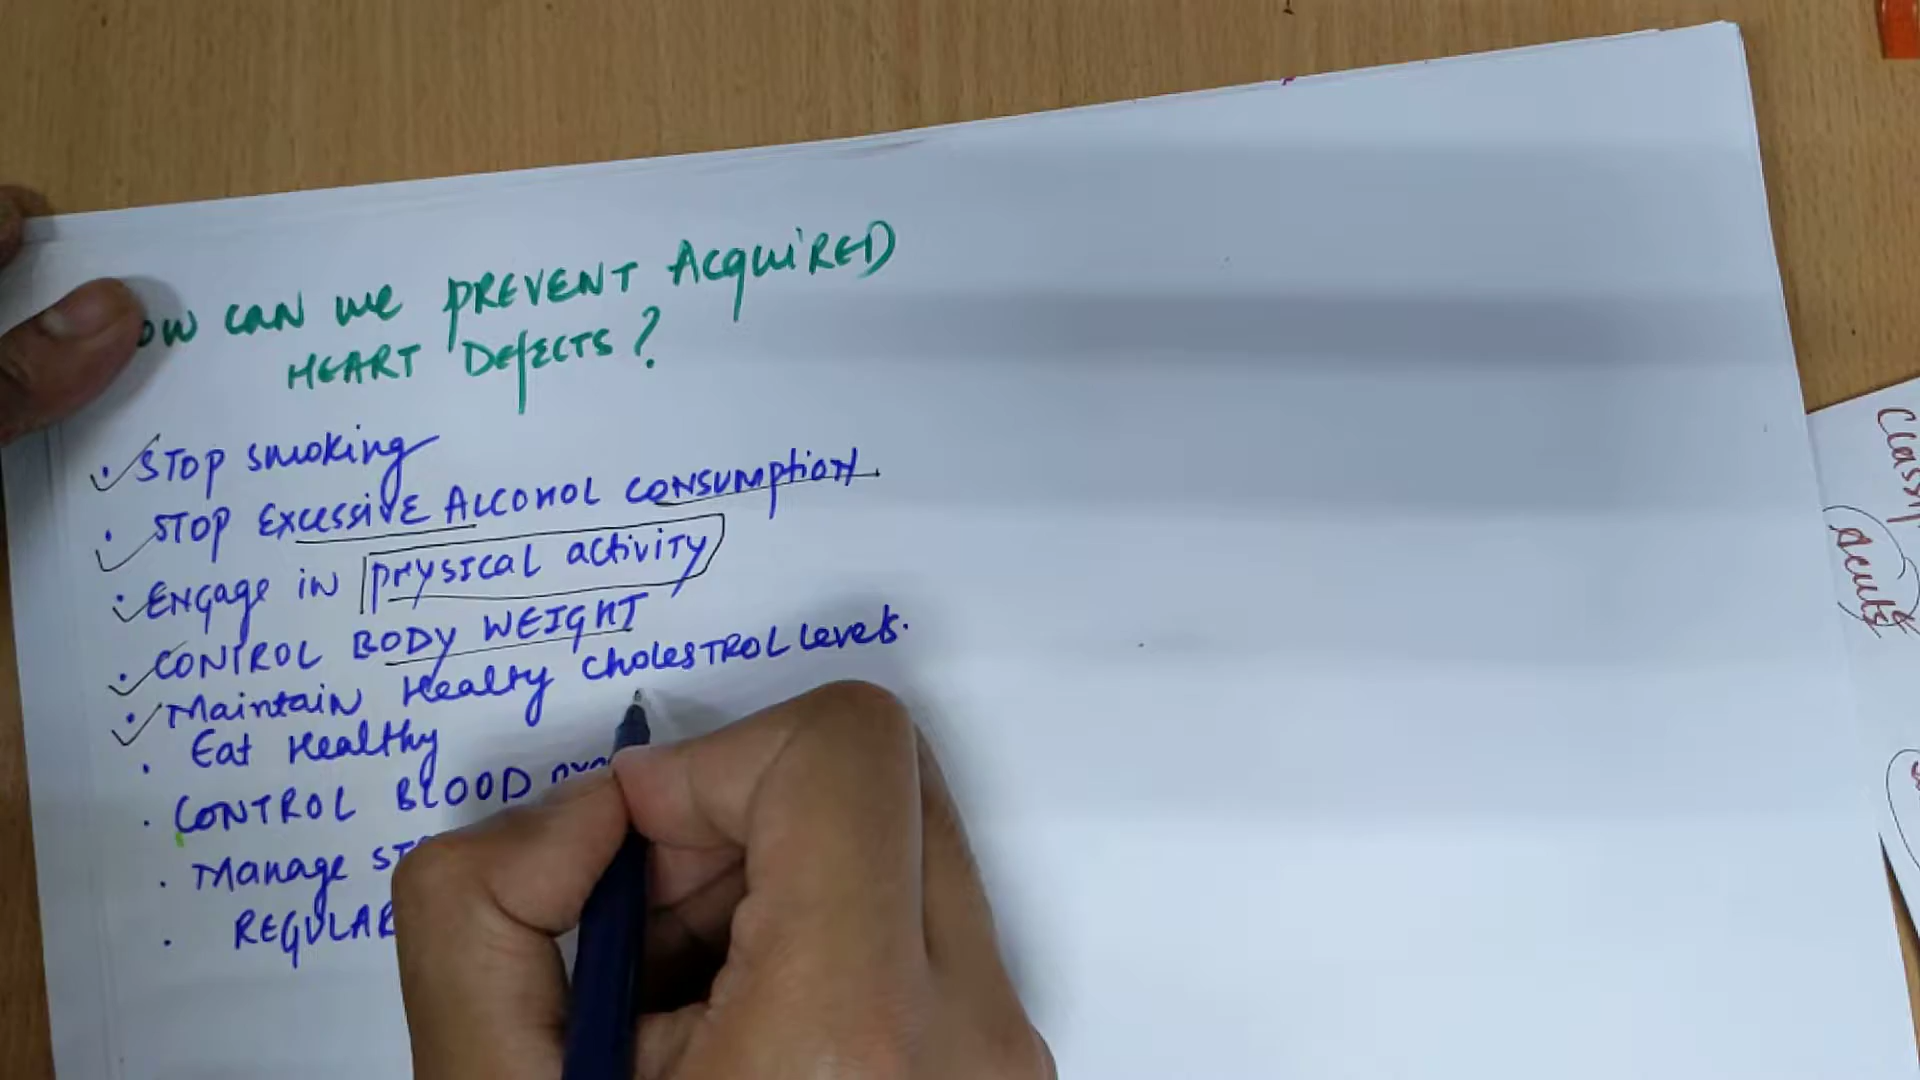 OW CAN WE PREVENT ACQUIRED
HEART DEFECTS?
. STOP smoking
. STOP Excessive ALCOHOL CONSUMPTION.
. ENGAGE in physical activity
. CONTROL BODY WEIGHT
. Maintain Healty CholesTROL levels.
. Eat Healthy
. CONTROL BLOOD
. Manage
. REGULAR
Acute